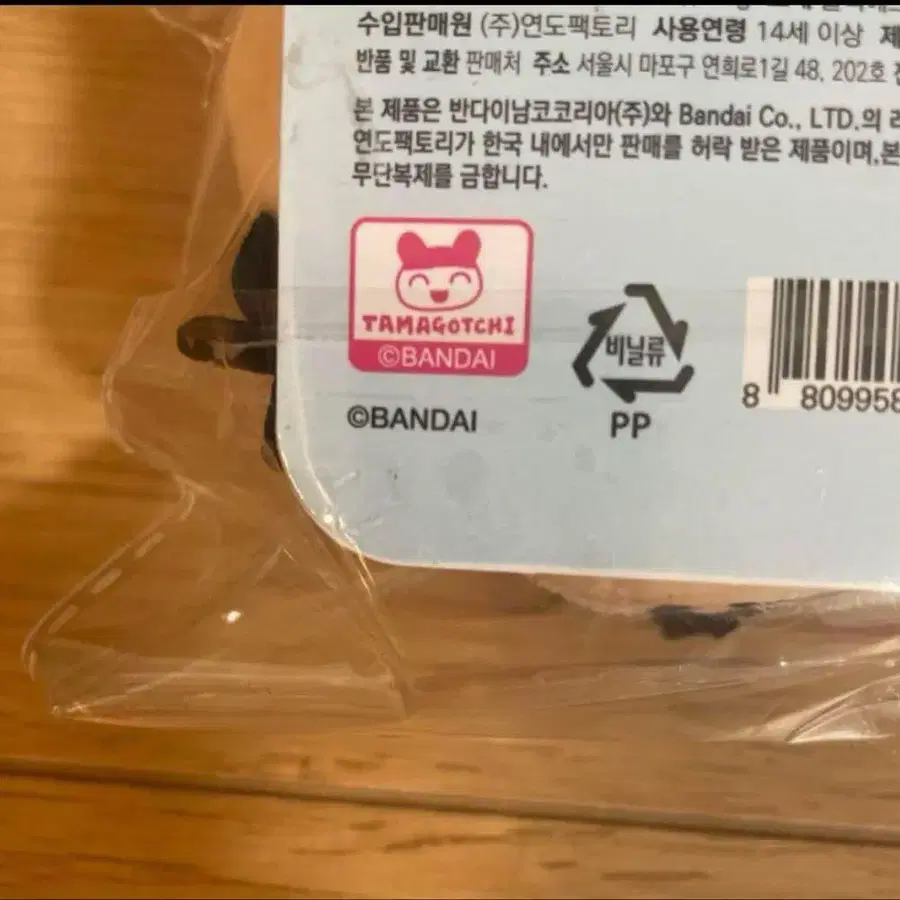 수입판매원 (주)연도팩토리 사용연령 14세 이상 제
반품 및 교환 판매처 주소 서울시 마포구 연희로1길 48, 202호 전
본 제품은 반다이남코코리아(주)와 Bandai Co., LTD.의 라
연도팩토리가 한국 내에서만 판매를 허락 받은 제품이며,본
무단복제를 금합니다.
TAMAGOTCHI
©BANDAI
©BANDAI
비닐류
PP
8 809958